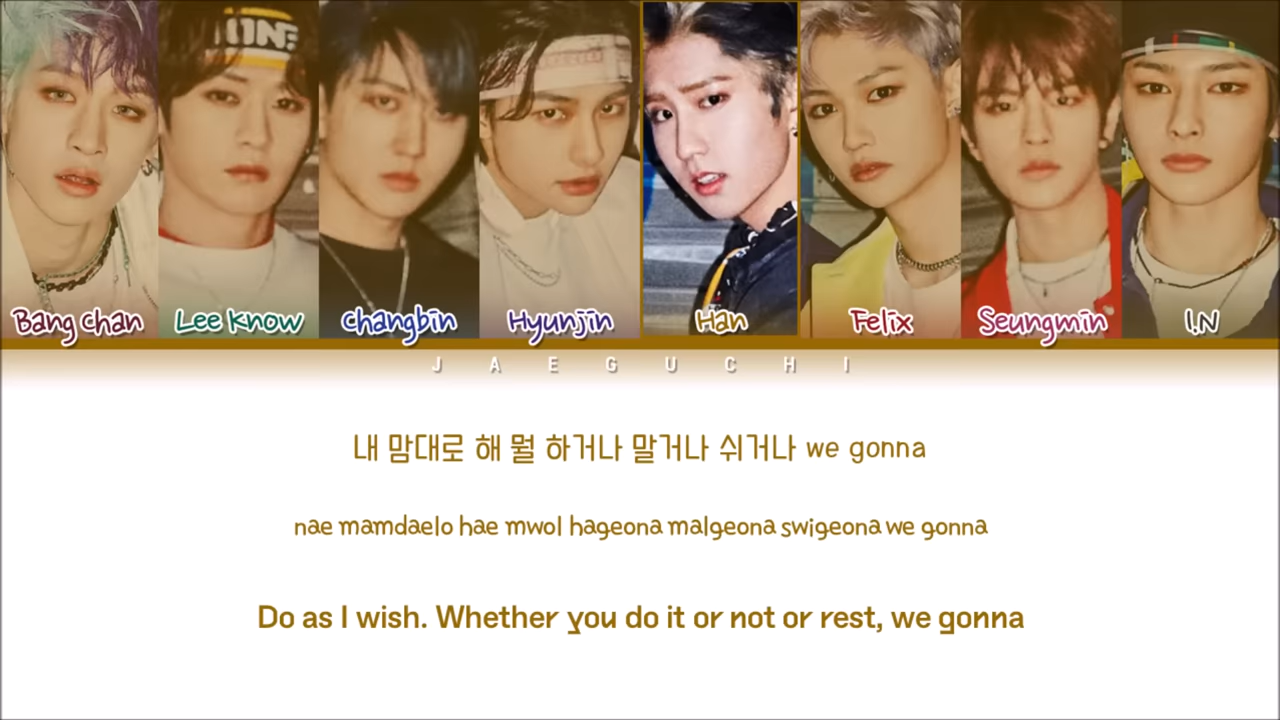 Bang Chan Lee Know Changbin Hyunjin Han Felix Seungmin I.N
JAEGUCHI
내 맘대로 해 뭘 하거나 말거나 쉬거나 we gonna
nae mamdaelo hae mwol hageona malgeona swigeona we gonna
Do as I wish. Whether you do it or not or rest, we gonna